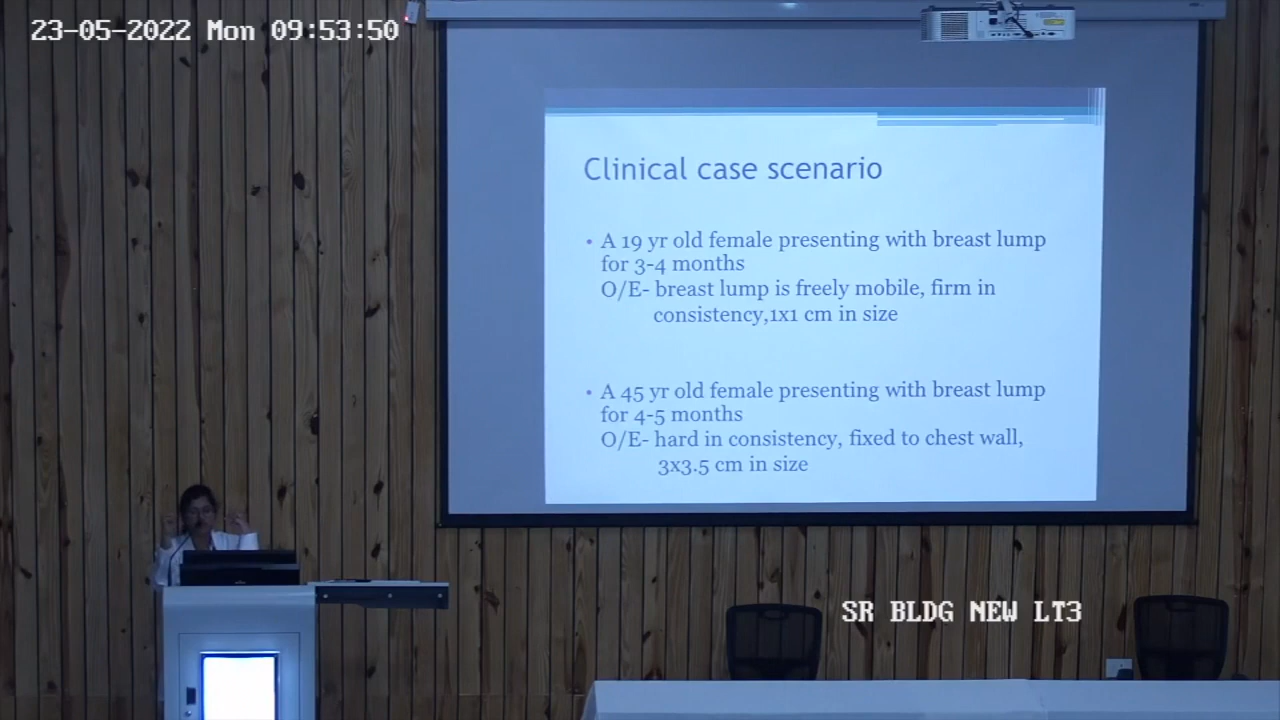 23-05-2022 Mon 09:53:50
Clinical case scenario
• A 19 yr old female presenting with breast lump
for 3-4 months
O/E- breast lump is freely mobile, firm in
consistency,1x1 cm in size
• A 45 yr old female presenting with breast lump
for 4-5 months
O/E- hard in consistency, fixed to chest wall,
3x3.5 cm in size
SR BLDG NEW LT3